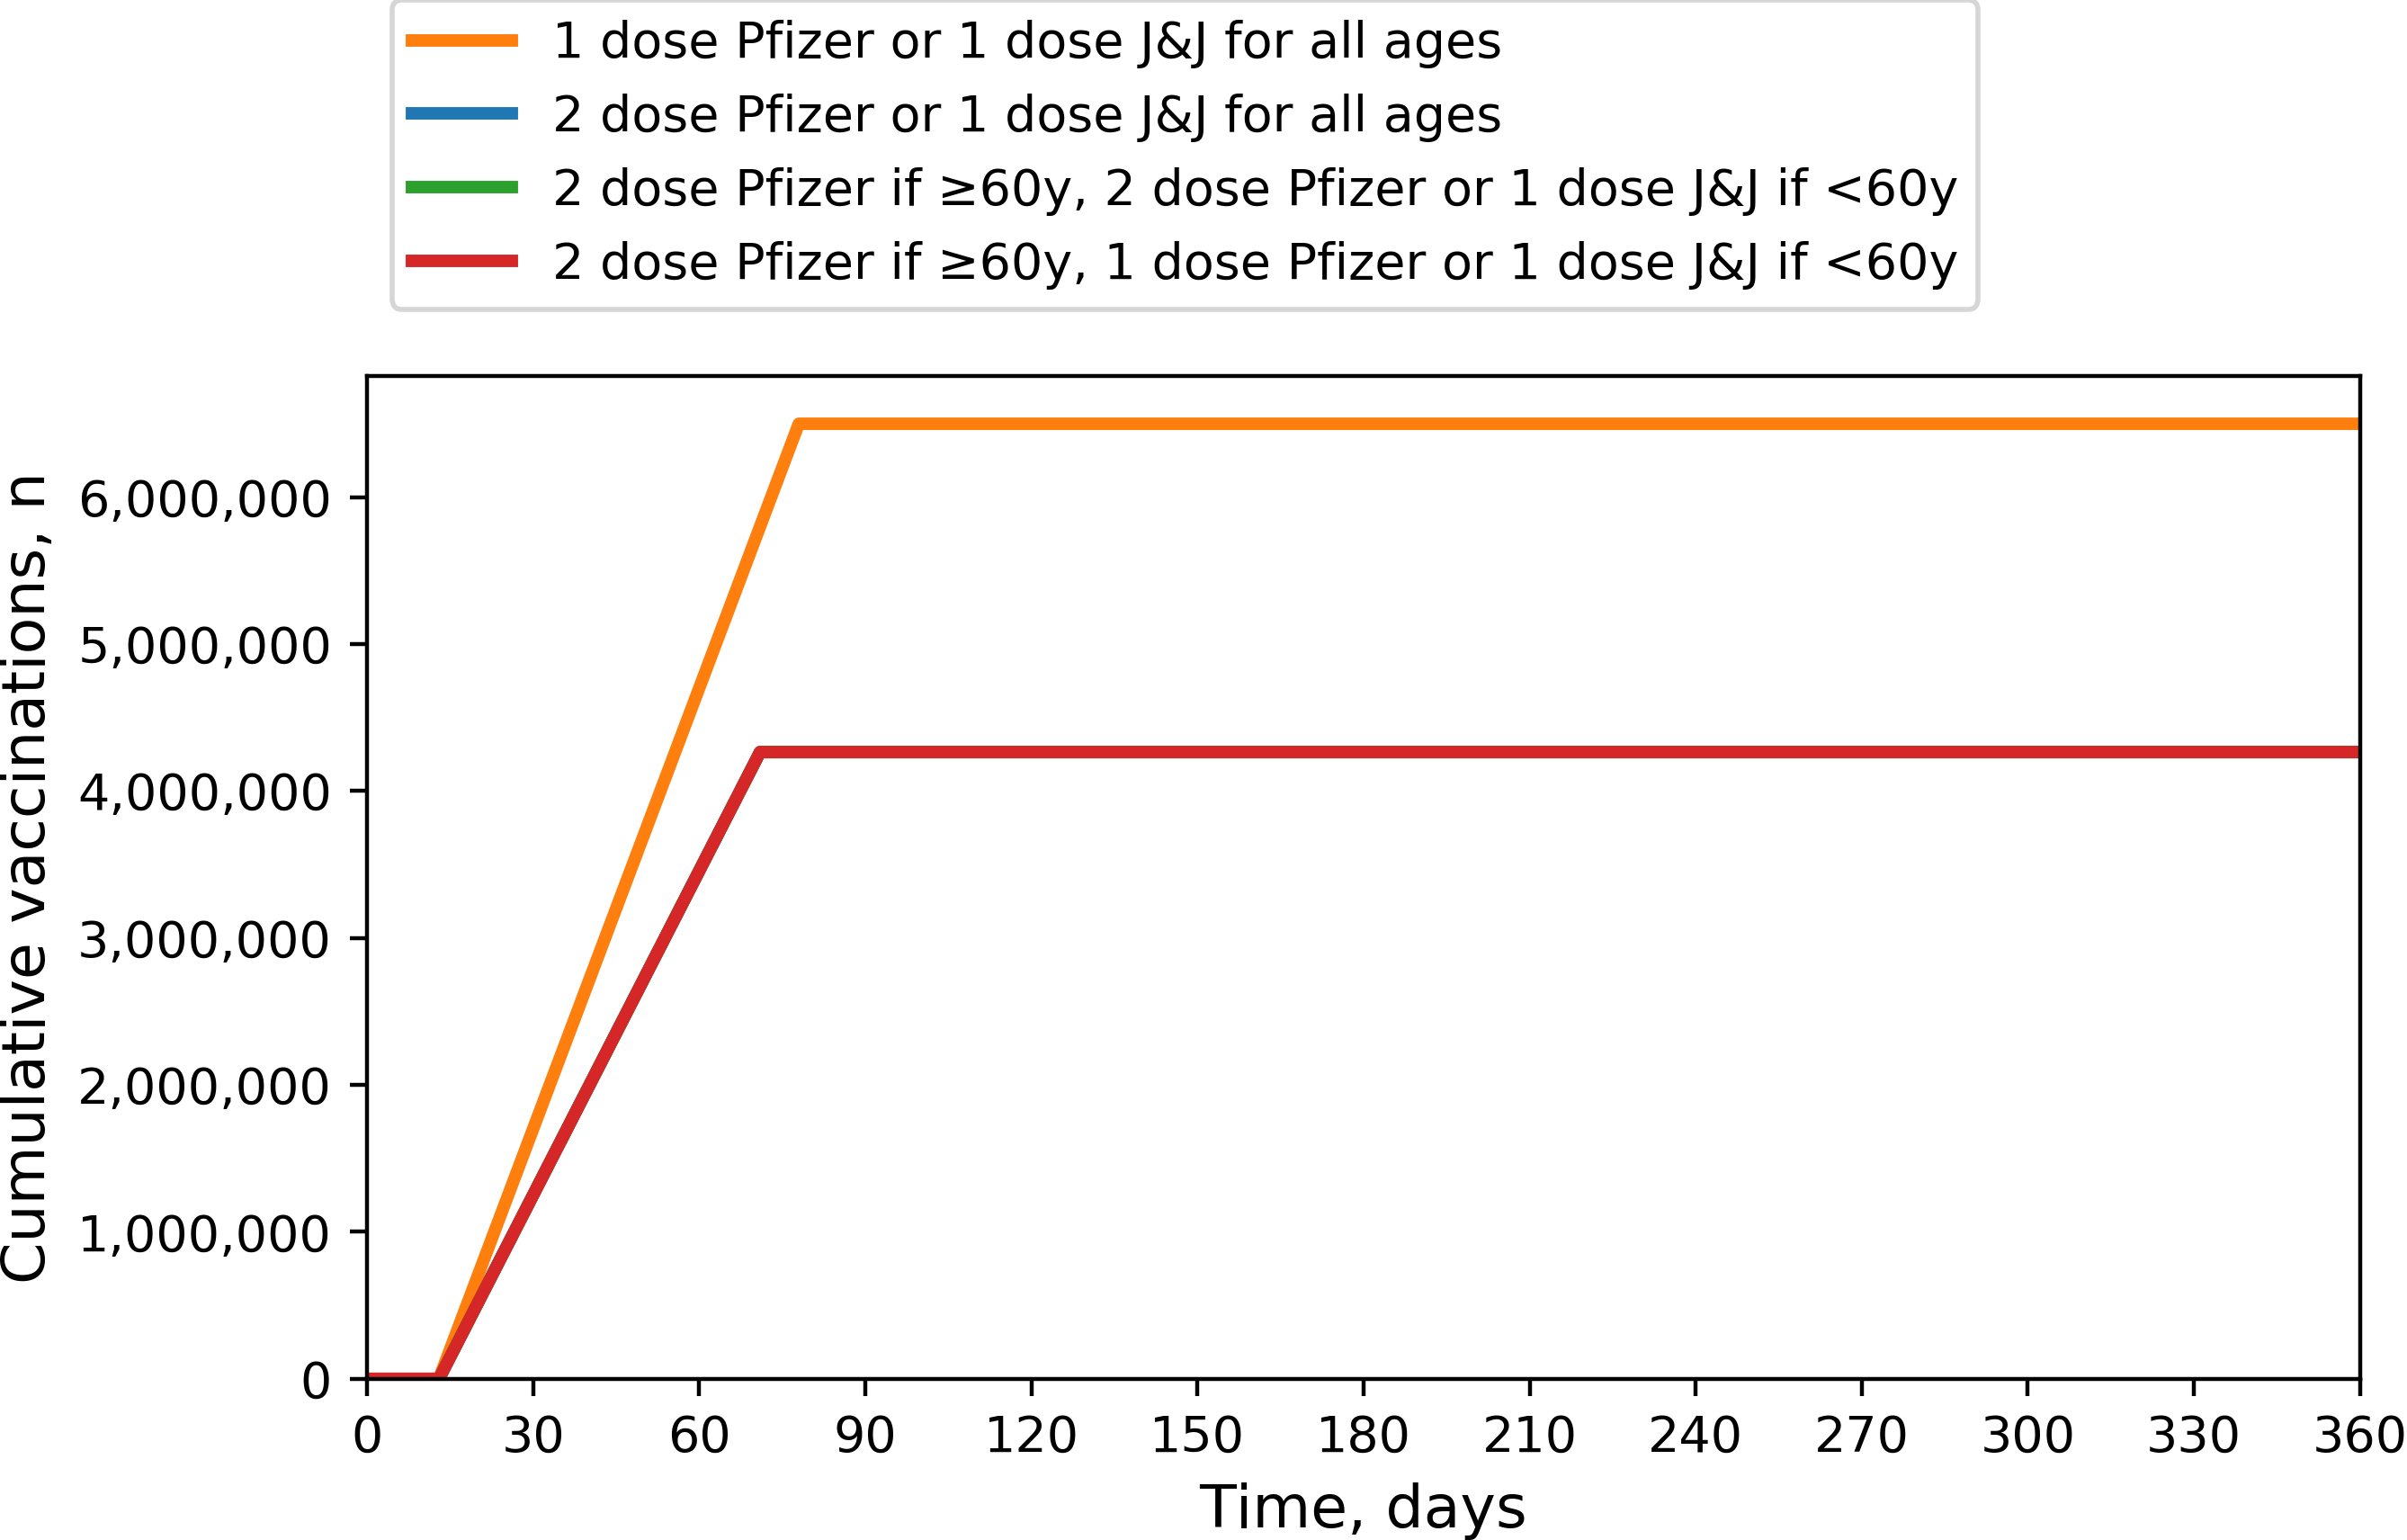 1 dose Pfizer or 1 dose J&J for all ages
2 dose Pfizer or 1 dose J&J for all ages
2 dose Pfizer if ≥60y, 2 dose Pfizer or 1 dose J&J if <60y
2 dose Pfizer if ≥60y, 1 dose Pfizer or 1 dose J&J if <60y
Cumulative vaccinations, n
6,000,000
5,000,000
4,000,000
3,000,000
2,000,000
1,000,000
0
0 30 60 90 120 150 180 210 240 270 300 330 360
Time, days